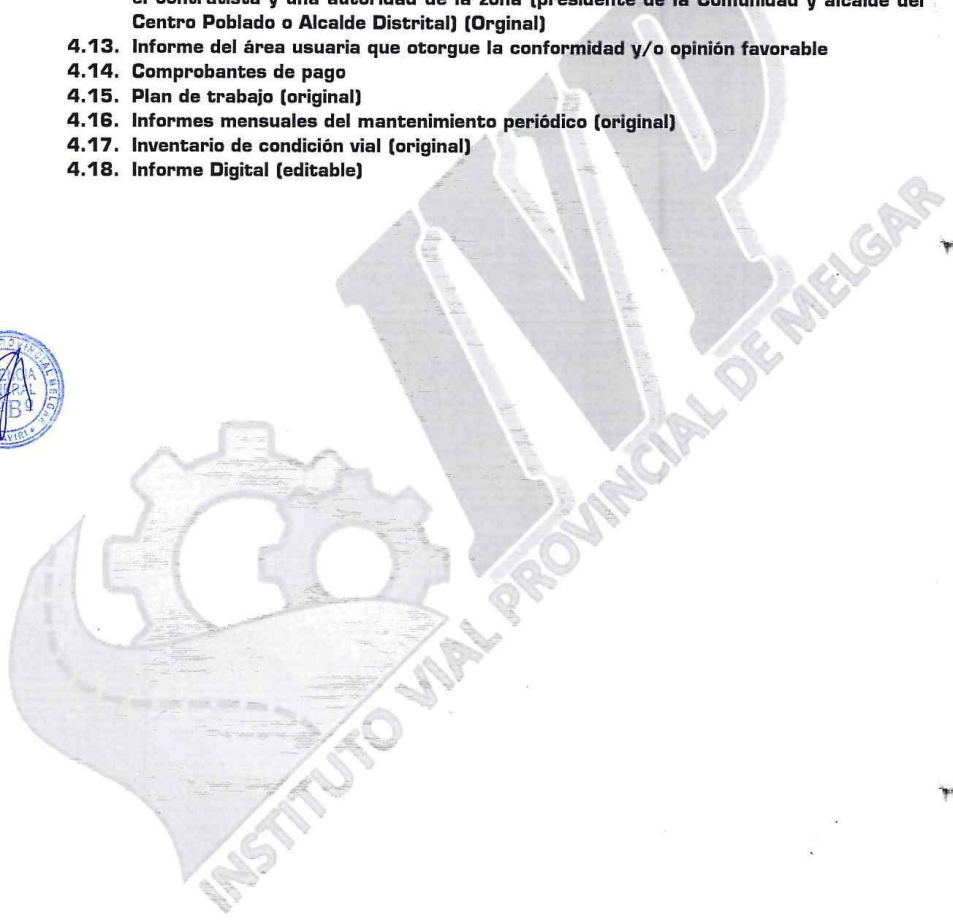 el contratista y una autoridad de la zona (presidente de la Comunidad y alcalde del
Centro Poblado o Alcalde Distrital) (Orginal)
4.13. Informe del área usuaria que otorgue la conformidad y/o opinión favorable
4.14. Comprobantes de pago
4.15. Plan de trabajo (original)
4.16. Informes mensuales del mantenimiento periódico (original)
4.17. Inventario de condición vial (original)
4.18. Informe Digital (editable)
IVP
INSTITUTO VIAL PROVINCIAL DE MELGAR